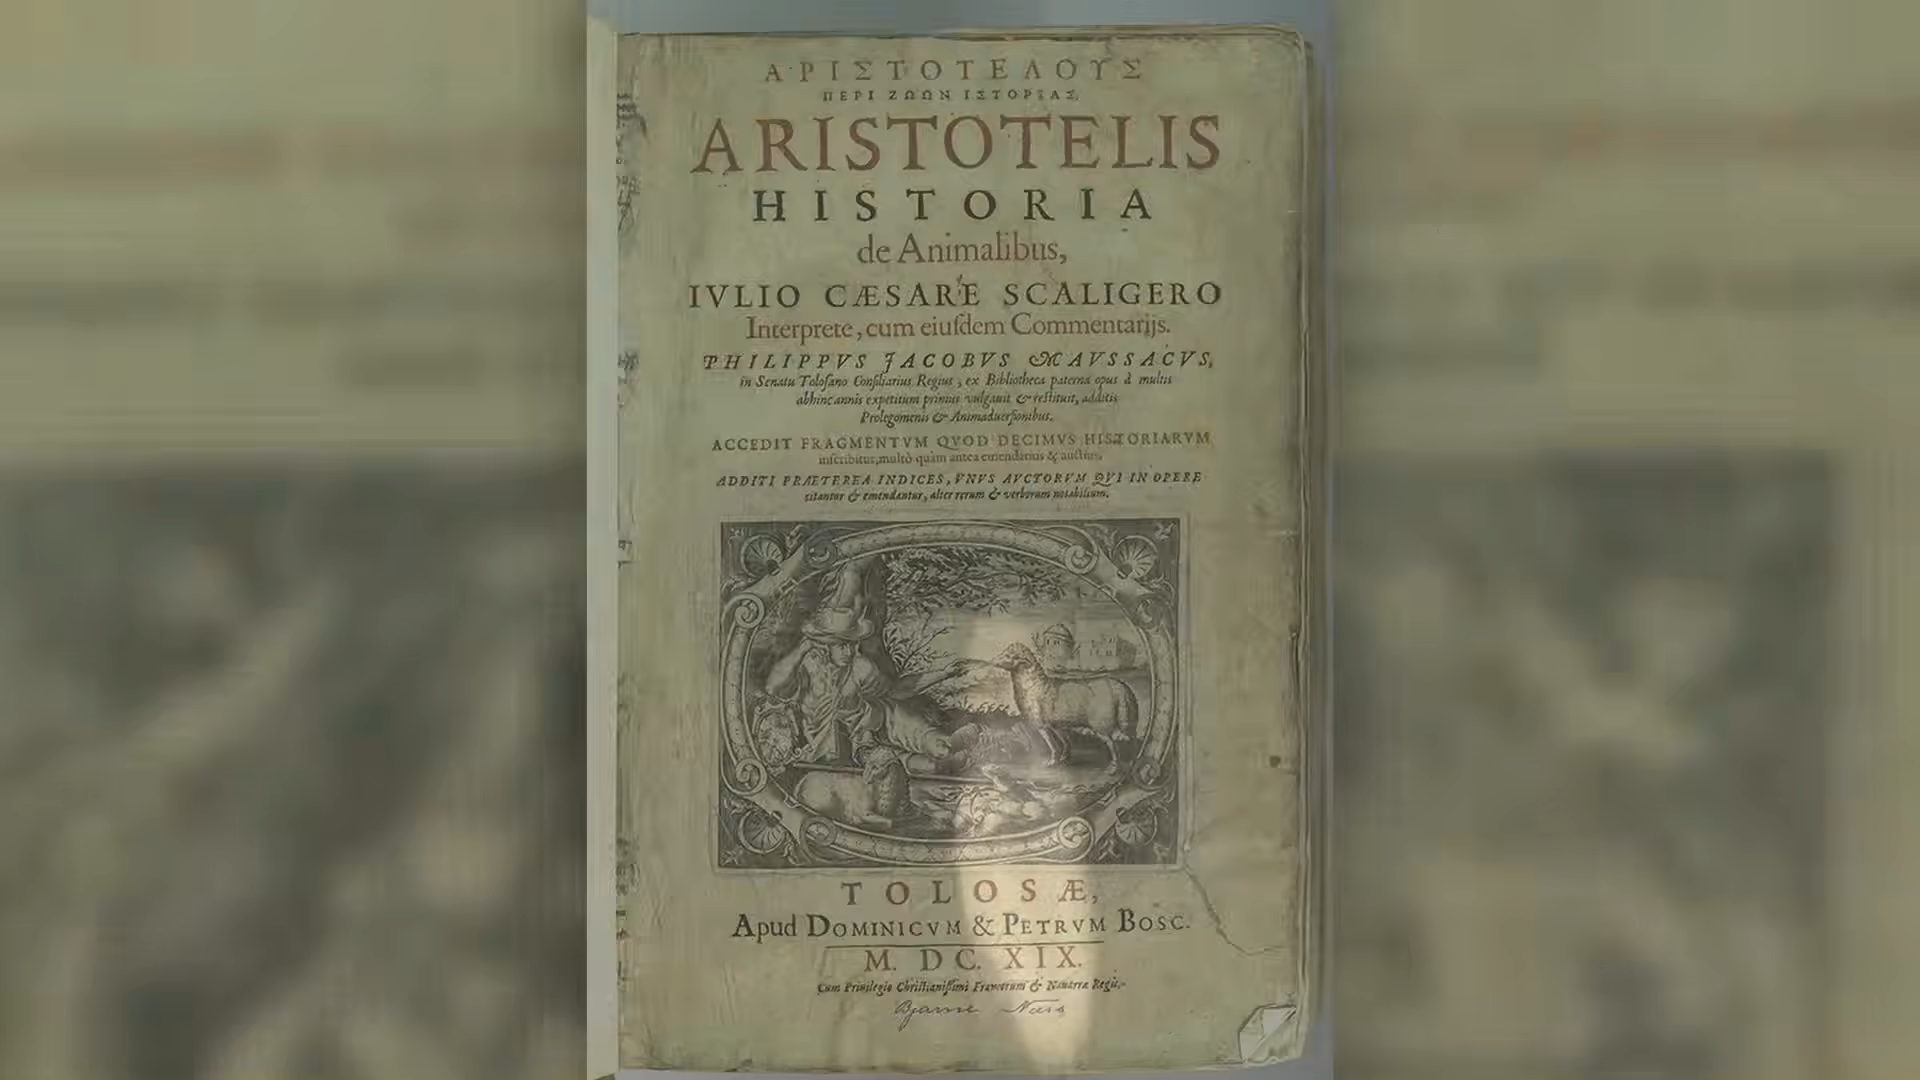 ΑΡΙΣΤΟΤΕΛΟΥΣ
ΠΕΡΙ ΖΩΩΝ ΙΣΤΟΡΙΑΣ.
ARISTOTELIS
HISTORIA
de Animalibus,
IVLIO CÆSARE SCALIGERO
Interprete, cum eiuſdem Commentarijs.
PHILIPPVS JACOBVS MAVSSACVS,
in Senatu Toloſano Conſiliarius Regius, ex Bibliotheca paterna opus à multis
abhinc annis expetitum primus vulgauit & reſtituit, additis
Prolegomenis & Animaduerſionibus.
ACCEDIT FRAGMENTVM QVOD DECIMVS HISTORIARVM
inſcribitur, multò quàm antea emendatius & auctius.
ADDITI PRÆTEREA INDICES, VNVS AVCTORVM QVI IN OPERE
citantur & emendantur, alter rerum & verborum notabilium.
TOLOSÆ,
Apud DOMINICVM & PETRVM BOSC.
M. DC. XIX.
Cum Priuilegio Chriſtianiſſimi Francorum & Nauarræ Regis.
Bjarne Næss